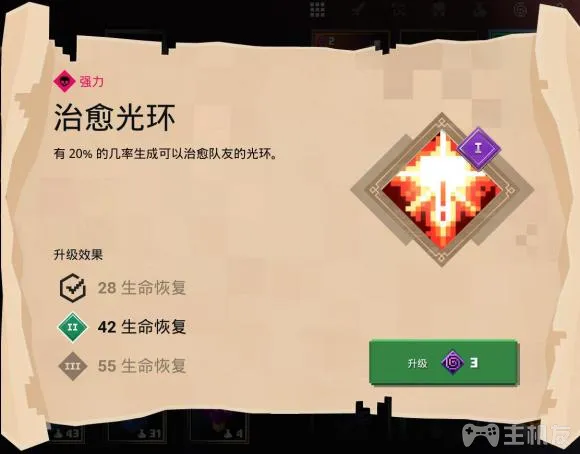 2
强力
治愈光环
有 20% 的几率生成可以治愈队友的光环。
I
升级效果
28 生命恢复
II
42 生命恢复
III
55 生命恢复
升级 3
43
31
4
主机友